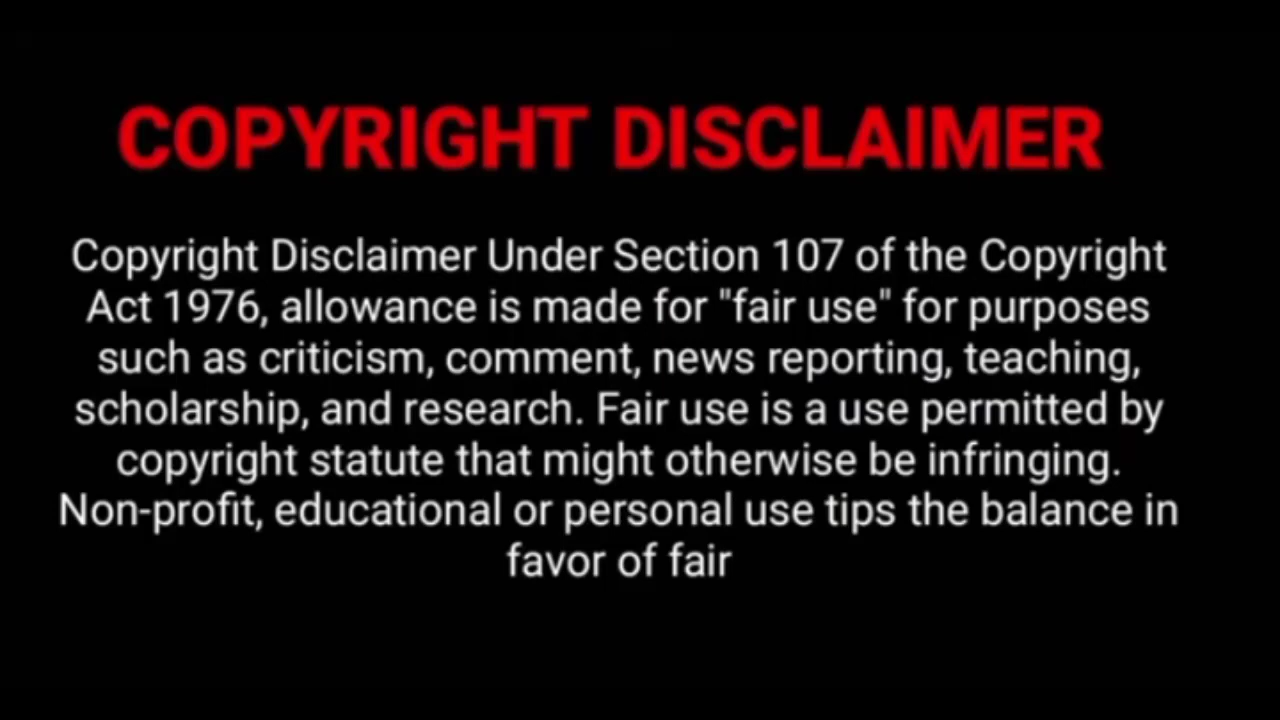 COPYRIGHT DISCLAIMER
Copyright Disclaimer Under Section 107 of the Copyright
Act 1976, allowance is made for "fair use" for purposes
such as criticism, comment, news reporting, teaching,
scholarship, and research. Fair use is a use permitted by
copyright statute that might otherwise be infringing.
Non-profit, educational or personal use tips the balance in
favor of fair